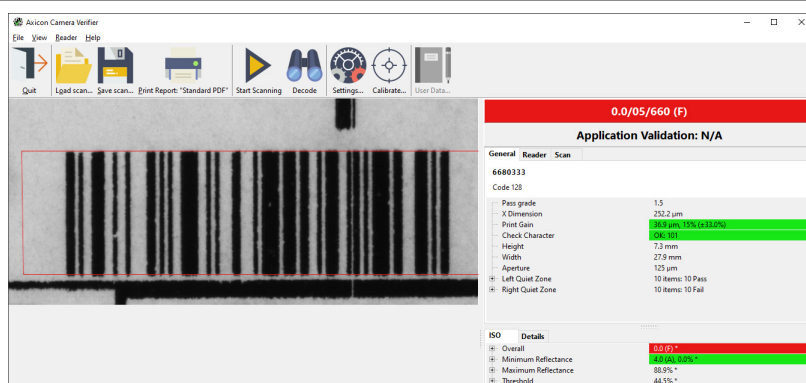 Axicon Camera Verifier
File View Reader Help
Quit Load scan... Save scan... Print Report: "Standard PDF" Start Scanning Decode Settings... Calibrate... User Data...
0.0/05/660 (F)
Application Validation: N/A
General Reader Scan
6680333
Code 128
Pass grade 1.5
X Dimension 252.2 µm
Print Gain 36.9 µm, 15% (±33.0%)
Check Character OK: 101
Height 7.3 mm
Width 27.9 mm
Aperture 125 µm
Left Quiet Zone 10 items: 10 Pass
Right Quiet Zone 10 items: 10 Fail
ISO Details
Overall 0.0 (F) *
Minimum Reflectance 4.0 (A), 0.0% *
Maximum Reflectance 88.9% *
Threshold 44.5% *